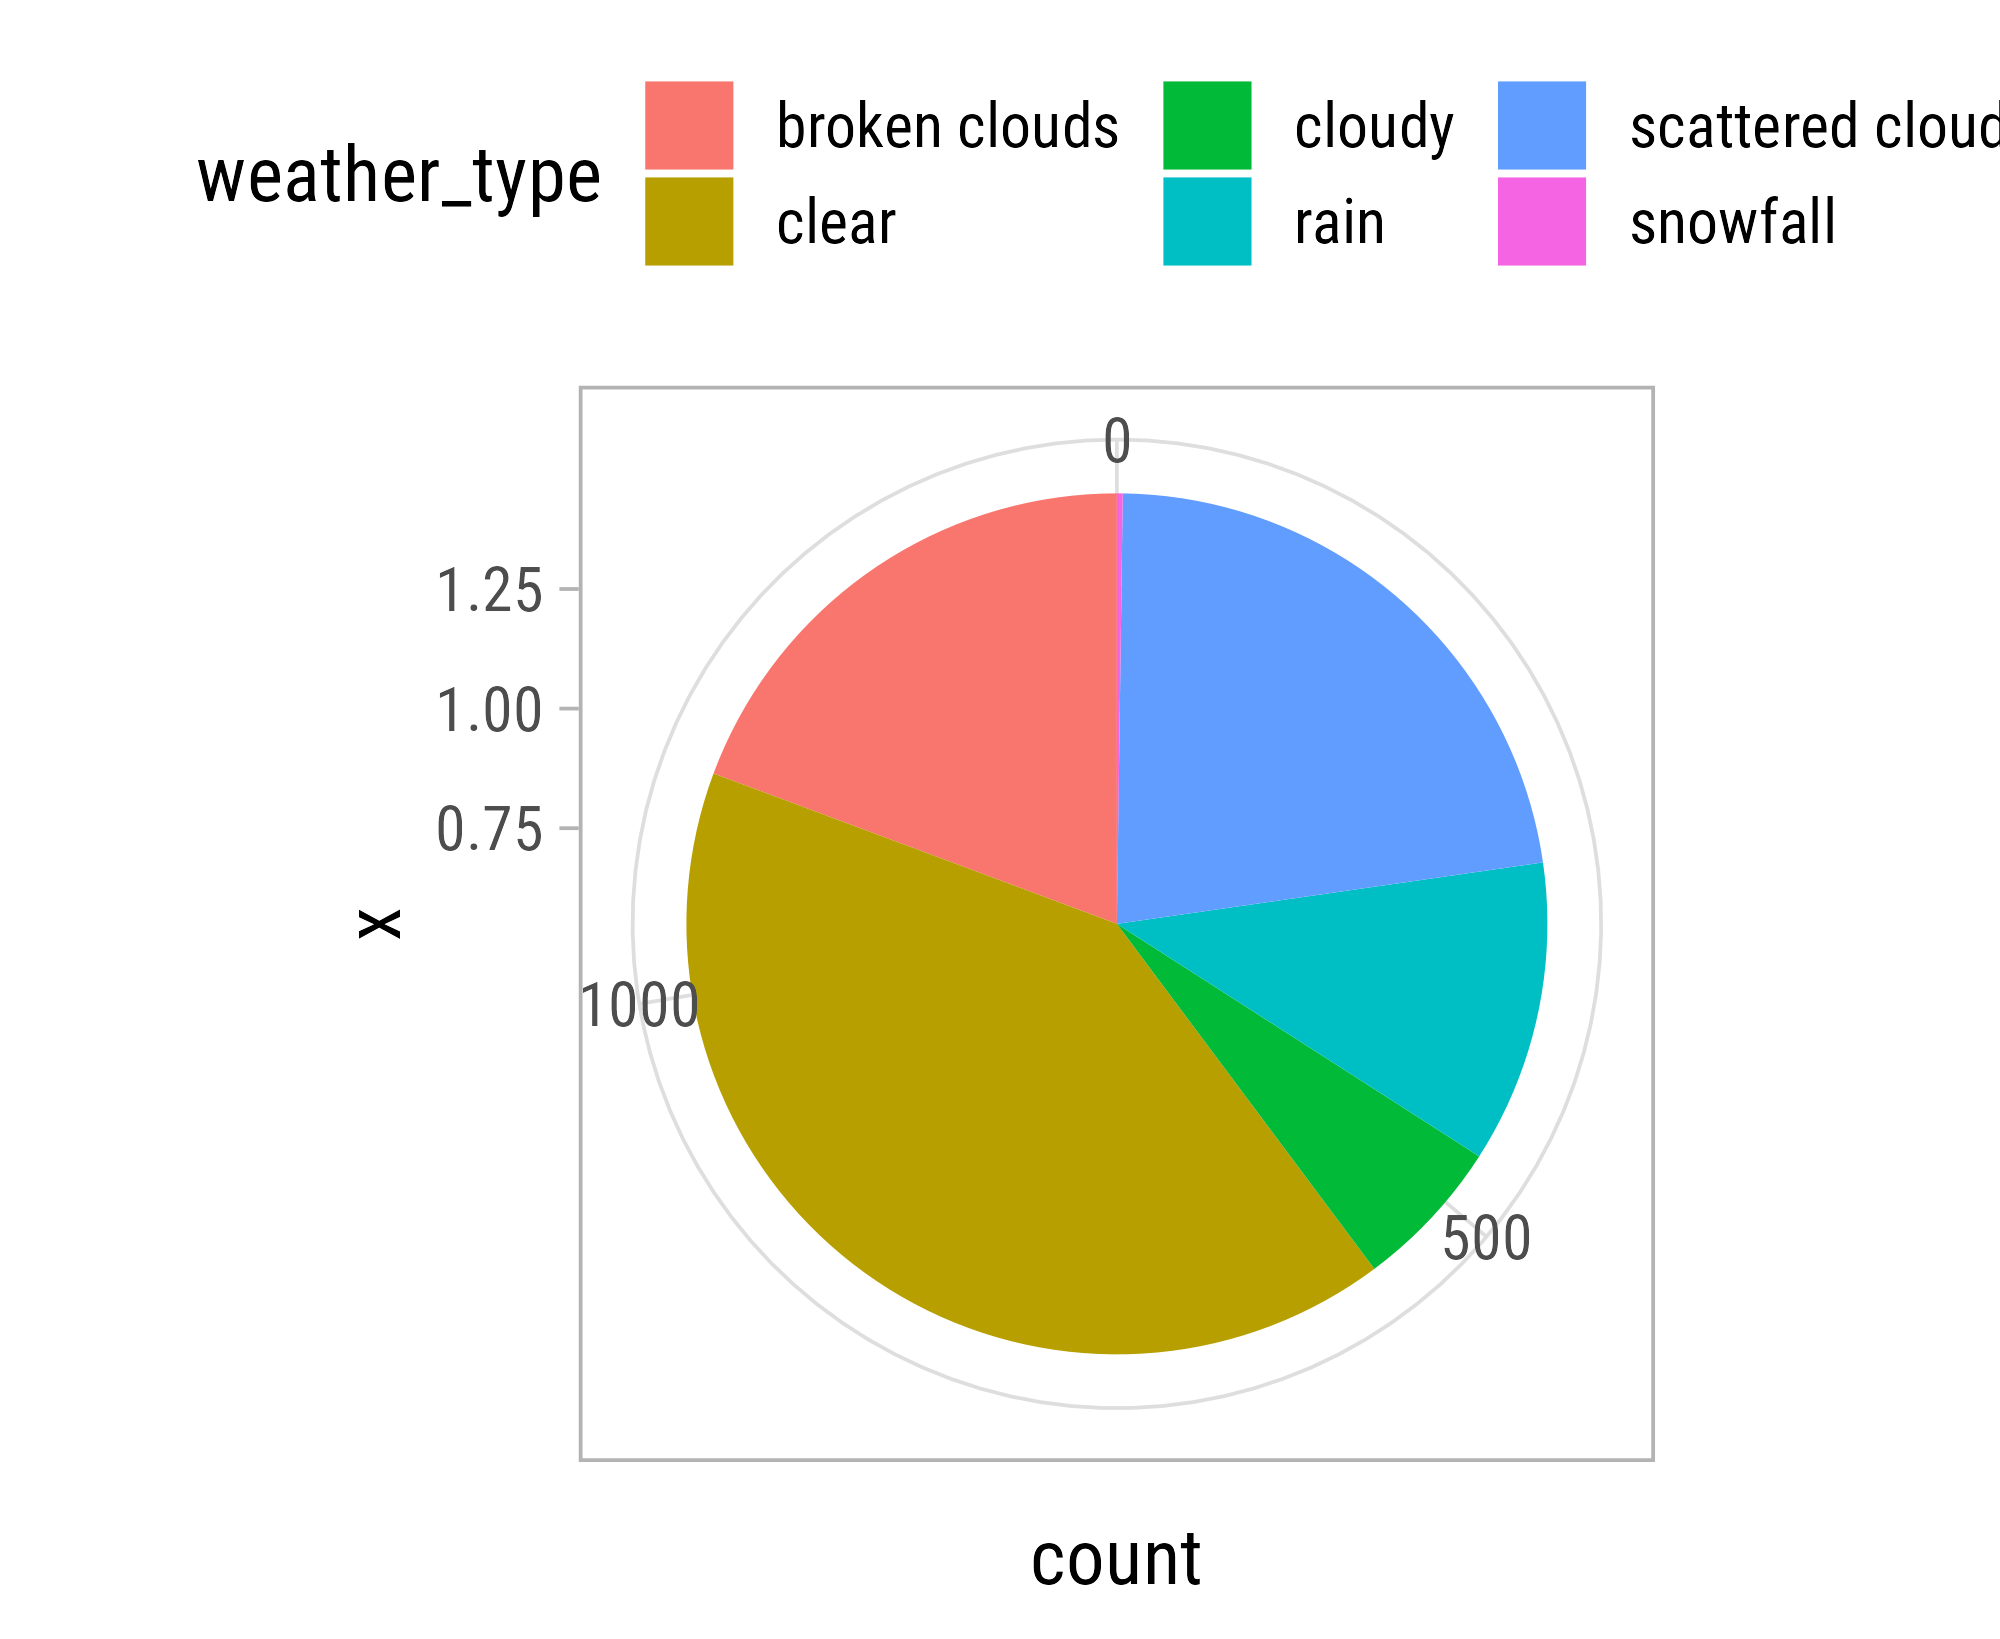 weather_type
broken clouds cloudy scattered cloud
clear rain snowfall
0
1.25
1.00
0.75
x
1000
500
count